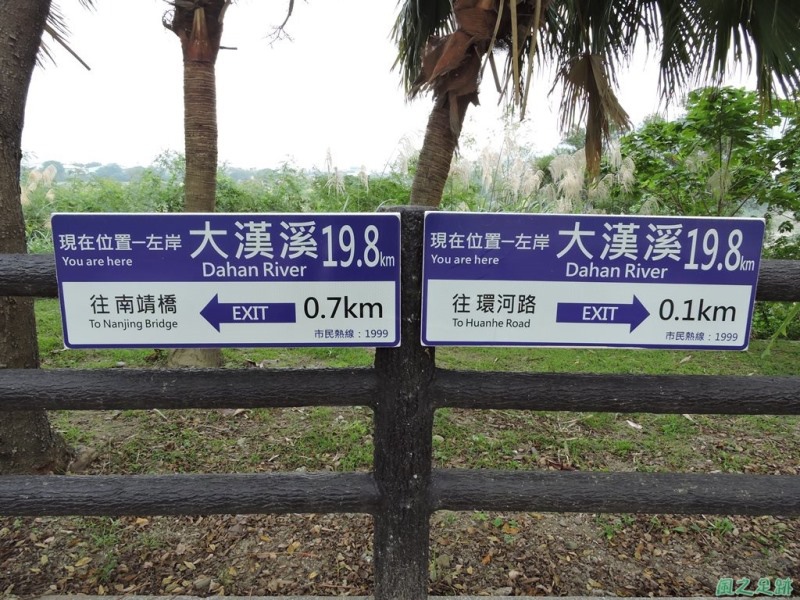 現在位置－左岸 大漢溪 19.8km
You are here Dahan River
往 南靖橋 EXIT 0.7km
To Nanjing Bridge
市民熱線：1999
現在位置－左岸 大漢溪 19.8km
You are here Dahan River
往 環河路 EXIT 0.1km
To Huanhe Road
市民熱線：1999
風之足跡